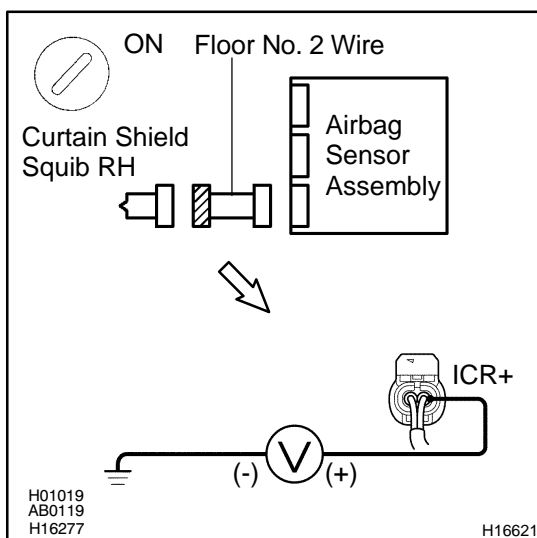 ON
Floor No. 2 Wire
Curtain Shield
Squib RH
Airbag
Sensor
Assembly
ICR+
V
(-)
(+)
H01019
AB0119
H16277
H16621